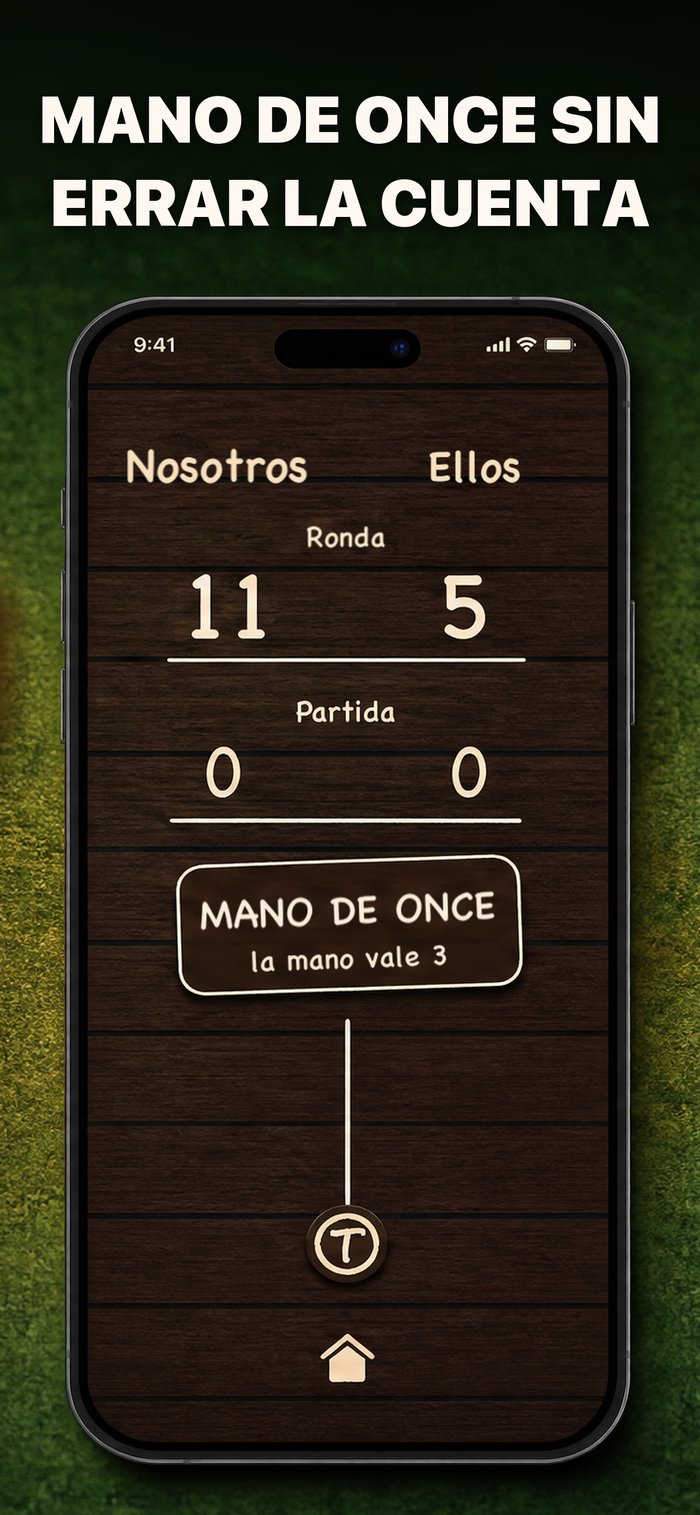 MANO DE ONCE SIN
ERRAR LA CUENTA
9:41
Nosotros Ellos
Ronda
11 5
Partida
0 0
MANO DE ONCE
la mano vale 3
T